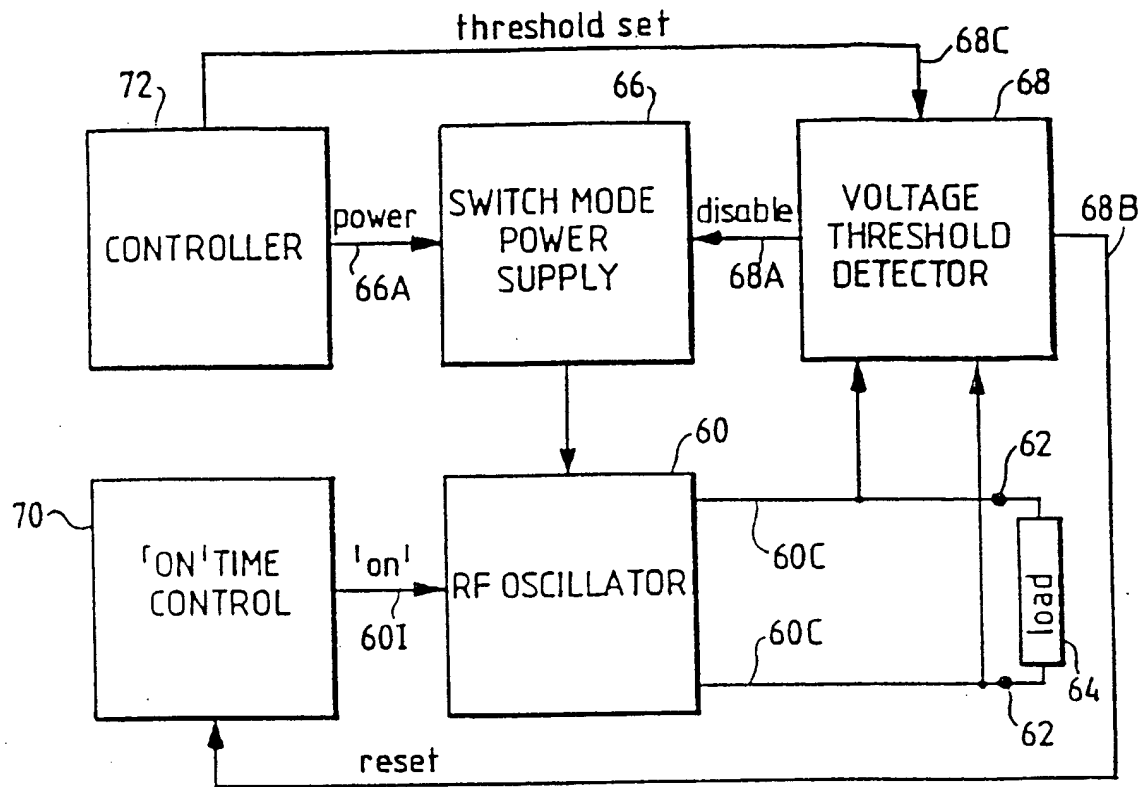 threshold set
68C
72
66
68
CONTROLLER
power
66A
SWITCH MODE
POWER
SUPPLY
disable
68A
VOLTAGE
THRESHOLD
DETECTOR
68B
60
62
70
'ON' TIME
CONTROL
'on'
60I
RF OSCILLATOR
60C
60C
load
64
62
reset